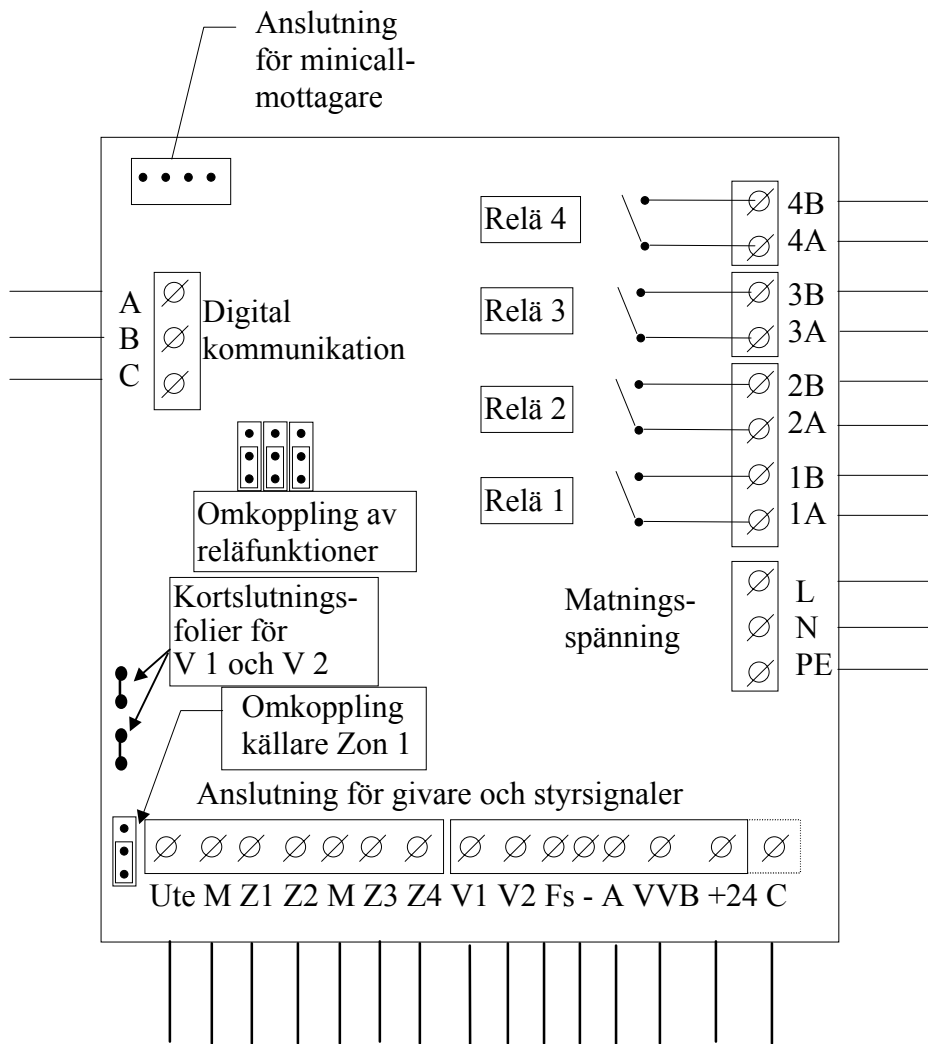 Anslutning
för minicall-
mottagare
Relä 4
4B
4A
A
B
C
Digital
kommunikation
Relä 3
3B
3A
Relä 2
2B
2A
Relä 1
1B
1A
Omkoppling av
reläfunktioner
Kortslutnings-
folier för
V 1 och V 2
Matnings-
spänning
L
N
PE
Omkoppling
källare Zon 1
Anslutning för givare och styrsignaler
Ute M Z1 Z2 M Z3 Z4 V1 V2 Fs - A VVB +24 C